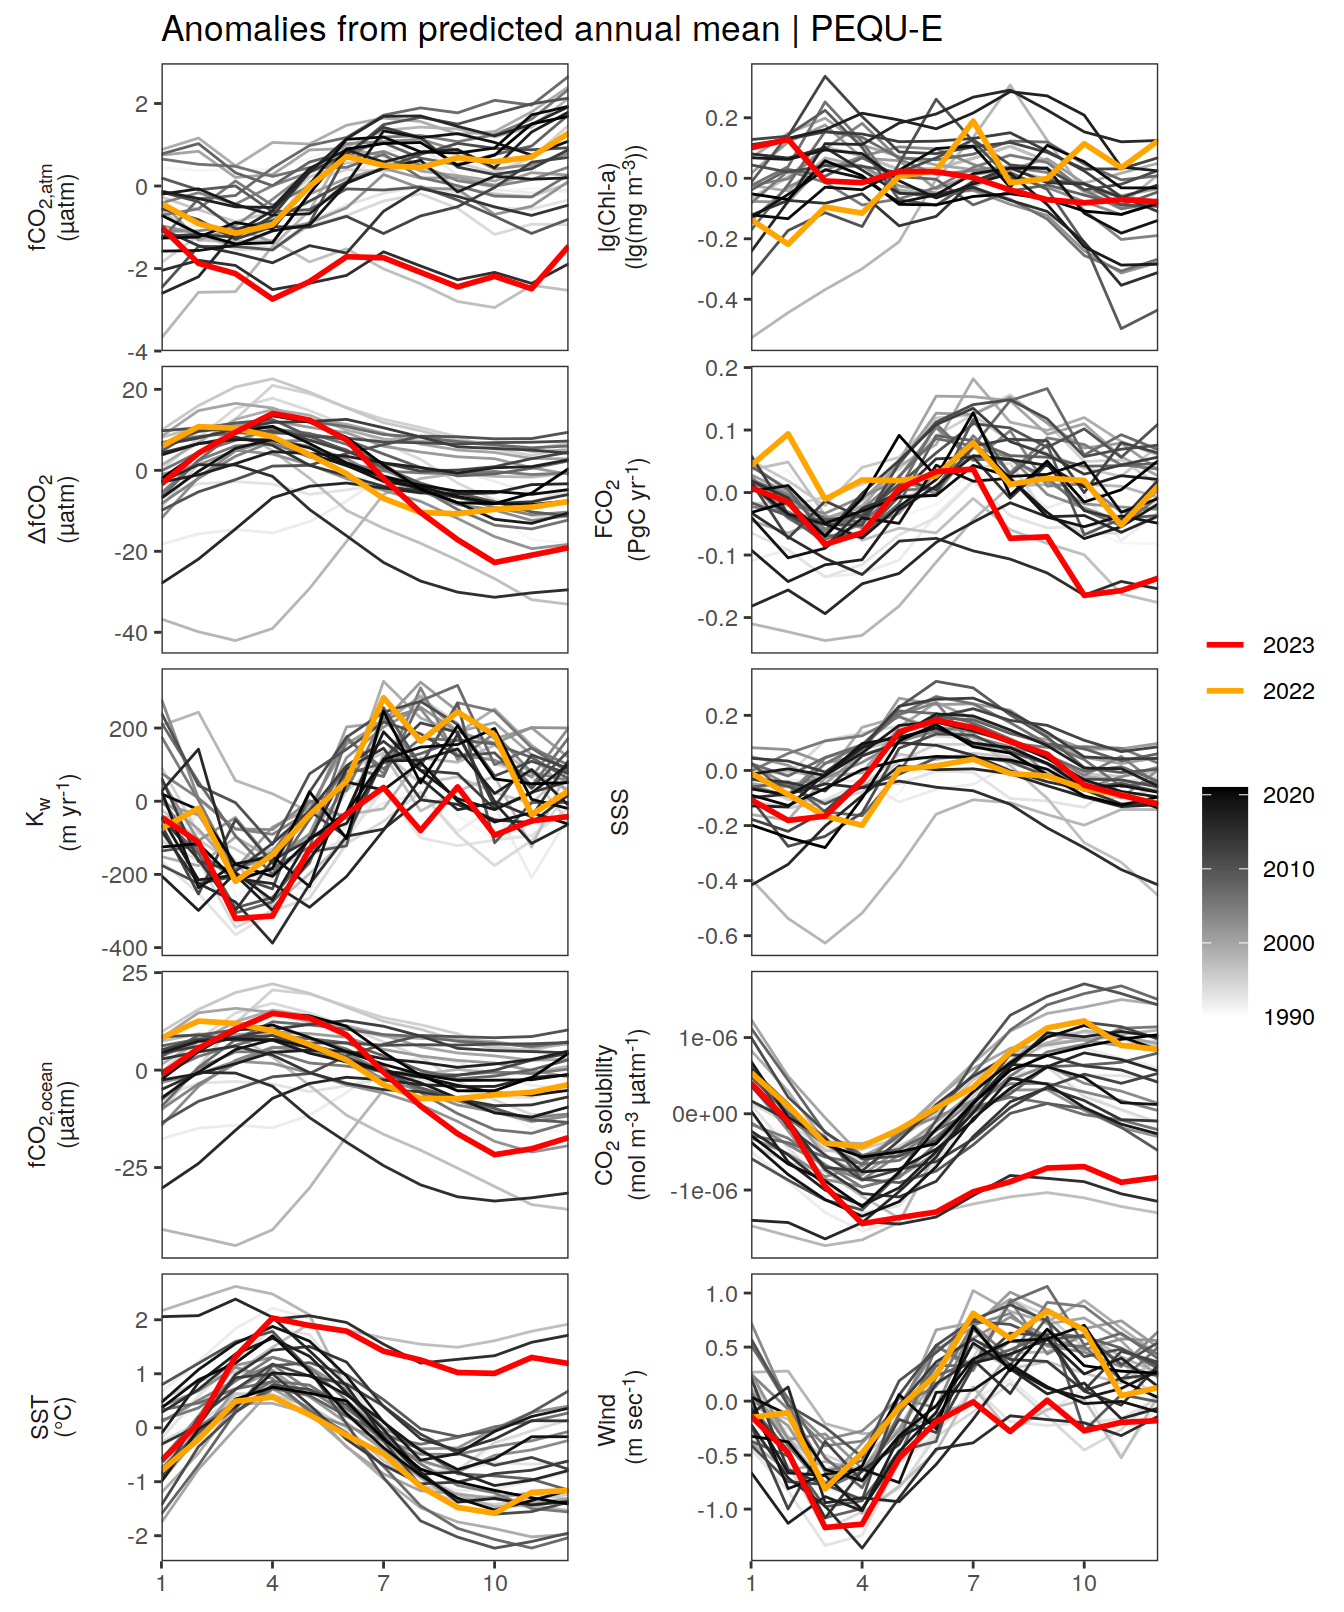 Anomalies from predicted annual mean | PEQU-E
fCO2,atm
(µatm)
2
0
-2
-4
lg(Chl-a)
(lg(mg m-3))
0.2
0.0
-0.2
-0.4
ΔfCO2
(µatm)
20
0
-20
-40
FCO2
(PgC yr-1)
0.2
0.1
0.0
-0.1
-0.2
Kw
(m yr-1)
200
0
-200
-400
SSS
0.2
0.0
-0.2
-0.4
-0.6
fCO2,ocean
(µatm)
25
0
-25
CO2 solubility
(mol m-3 µatm-1)
1e-06
0e+00
-1e-06
SST
(°C)
2
1
0
-1
-2
1
4
7
10
Wind
(m sec-1)
1.0
0.5
0.0
-0.5
-1.0
1
4
7
10
2023
2022
2020
2010
2000
1990